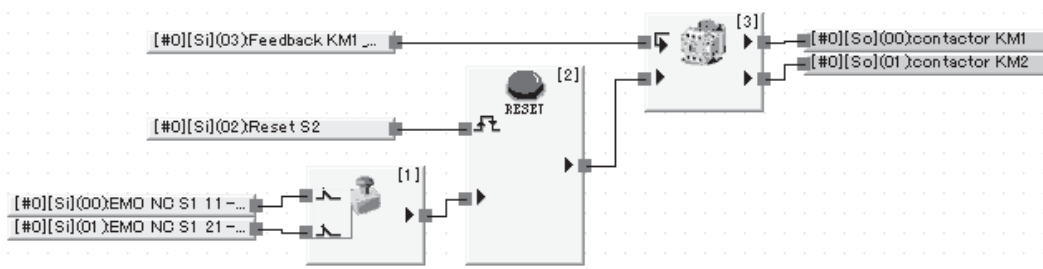 [#0][Si](03):Feedback KM1_...
[3]
[#0][So](00):contactor KM1
[#0][So](01):contactor KM2
[2]
RESET
[#0][Si](02):Reset S2
[1]
[#0][Si](00):EMO NC S1 11-...
[#0][Si](01):EMO NC S1 21-...